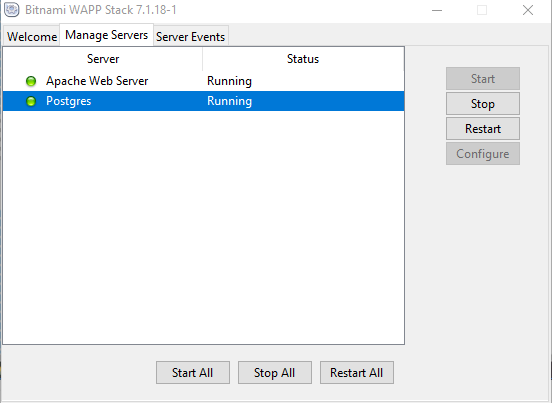 Bitnami WAPP Stack 7.1.18-1
Welcome Manage Servers Server Events
Server Status
Apache Web Server Running
Postgres Running
Start
Stop
Restart
Configure
Start All Stop All Restart All